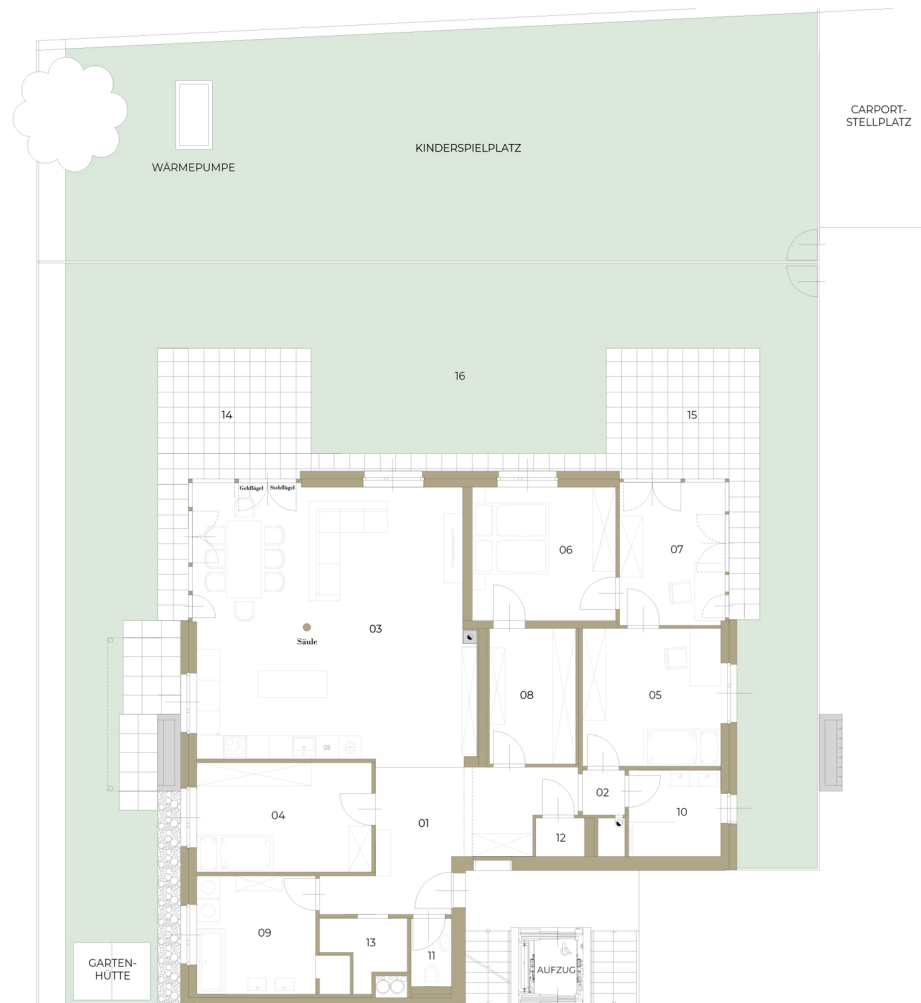 CARPORT-
STELLPLATZ
KINDERSPIELPLATZ
WÄRMEPUMPE
16
14
15
Gehflügel Stehflügel
06
07
03
Säule
08
05
02
10
04
01
12
09
13
11
GARTEN-
HÜTTE
AUFZUG